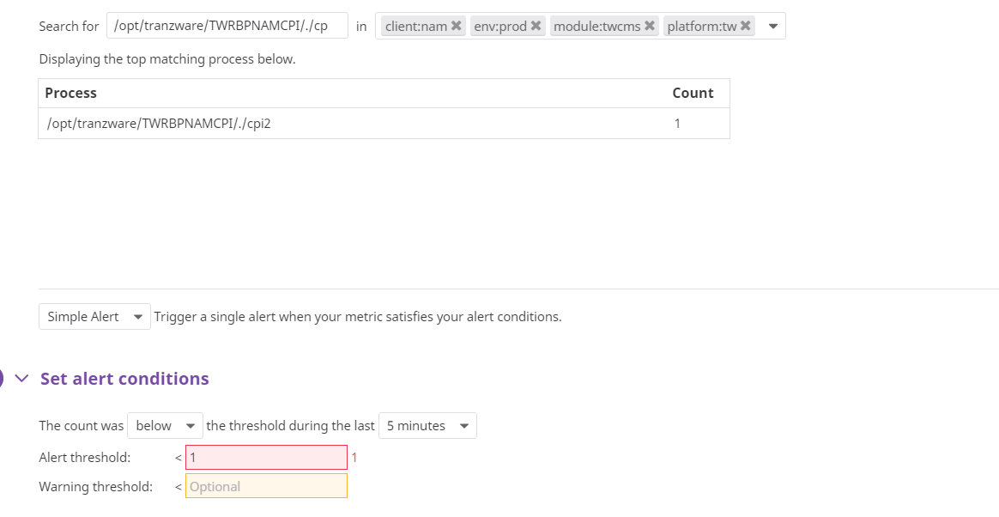 Search for /opt/tranzware/TWRBPNAMCPI/./cp in client:nam ✖ env:prod ✖ module:twcms ✖ platform:tw ✖
Displaying the top matching process below.
Process Count
/opt/tranzware/TWRBPNAMCPI/./cpi2 1
Simple Alert Trigger a single alert when your metric satisfies your alert conditions.
Set alert conditions
The count was below the threshold during the last 5 minutes
Alert threshold: < 1 1
Warning threshold: < Optional